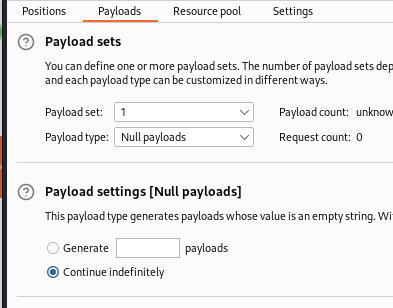 Positions Payloads Resource pool Settings
? Payload sets
You can define one or more payload sets. The number of payload sets dep
and each payload type can be customized in different ways.
Payload set: 1 Payload count: unknow
Payload type: Null payloads Request count: 0
? Payload settings [Null payloads]
This payload type generates payloads whose value is an empty string. Wi
Generate payloads
Continue indefinitely